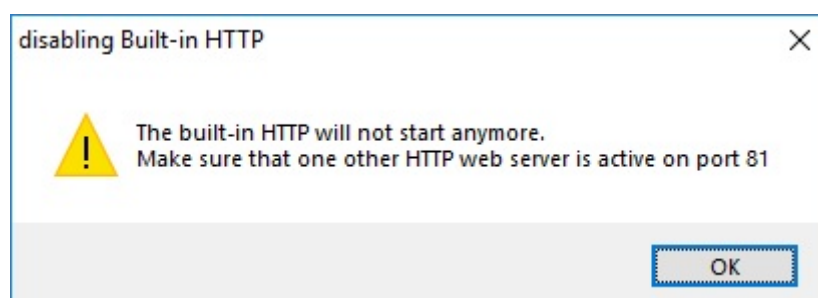 disabling Built-in HTTP
The built-in HTTP will not start anymore.
Make sure that one other HTTP web server is active on port 81
OK